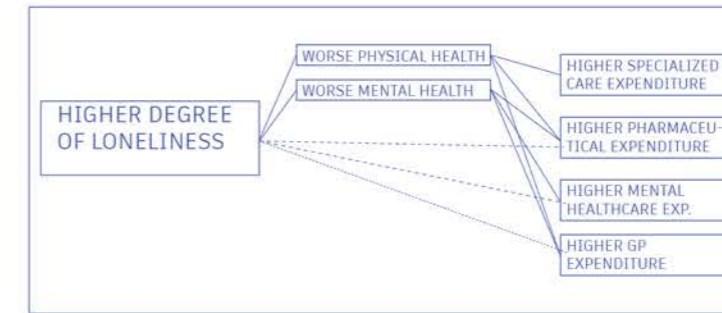 HIGHER DEGREE
OF LONELINESS
WORSE PHYSICAL HEALTH
WORSE MENTAL HEALTH
HIGHER SPECIALIZED
CARE EXPENDITURE
HIGHER PHARMACEU-
TICAL EXPENDITURE
HIGHER MENTAL
HEALTHCARE EXP.
HIGHER GP
EXPENDITURE